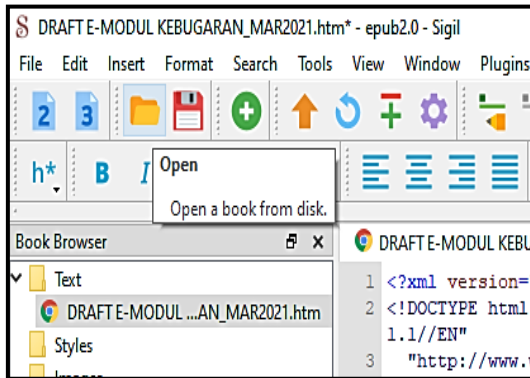 DRAFT E-MODUL KEBUGARAN_MAR2021.htm* - epub2.0 - Sigil
File Edit Insert Format Search Tools View Window Plugins
2 3
h* B I
Open
Open a book from disk.
Book Browser
DRAFT E-MODUL KEBU
Text
DRAFT E-MODUL ...AN_MAR2021.htm
Styles
Images
1 <?xml version=
2 <!DOCTYPE html
1.1//EN"
3 "http://www.